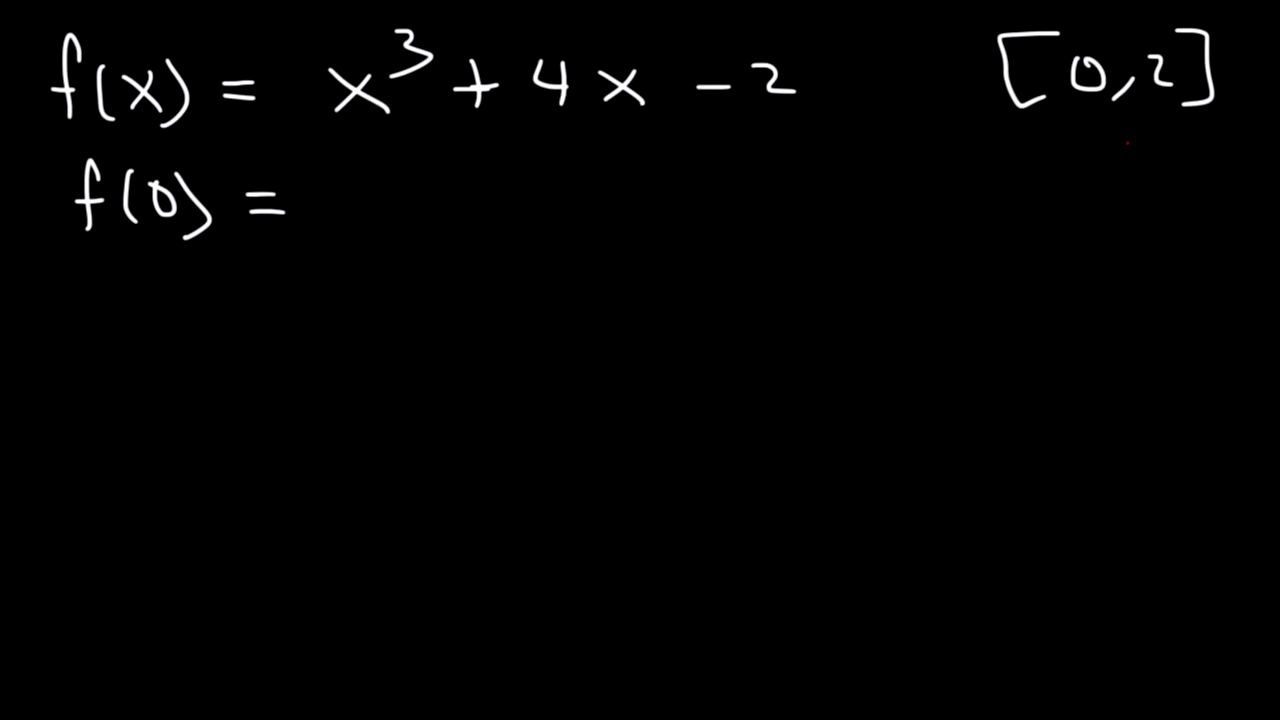 f(x) = x³ + 4x - 2 [0,2]
f(0) =